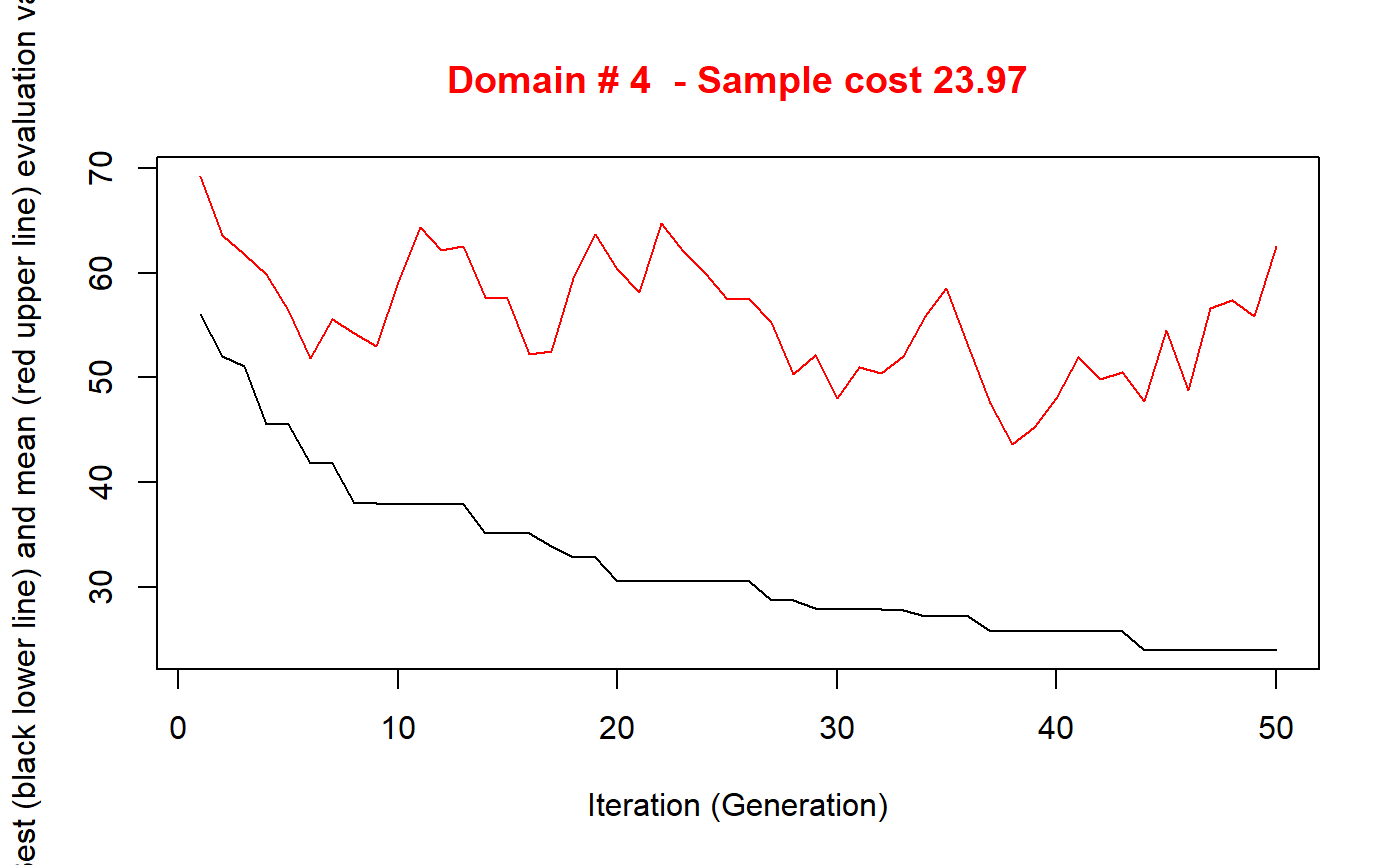 Domain # 4  - Sample cost 23.97
(black lower line) and mean (red upper line) evaluation
70
60
50
40
30
0 10 20 30 40 50
Iteration (Generation)